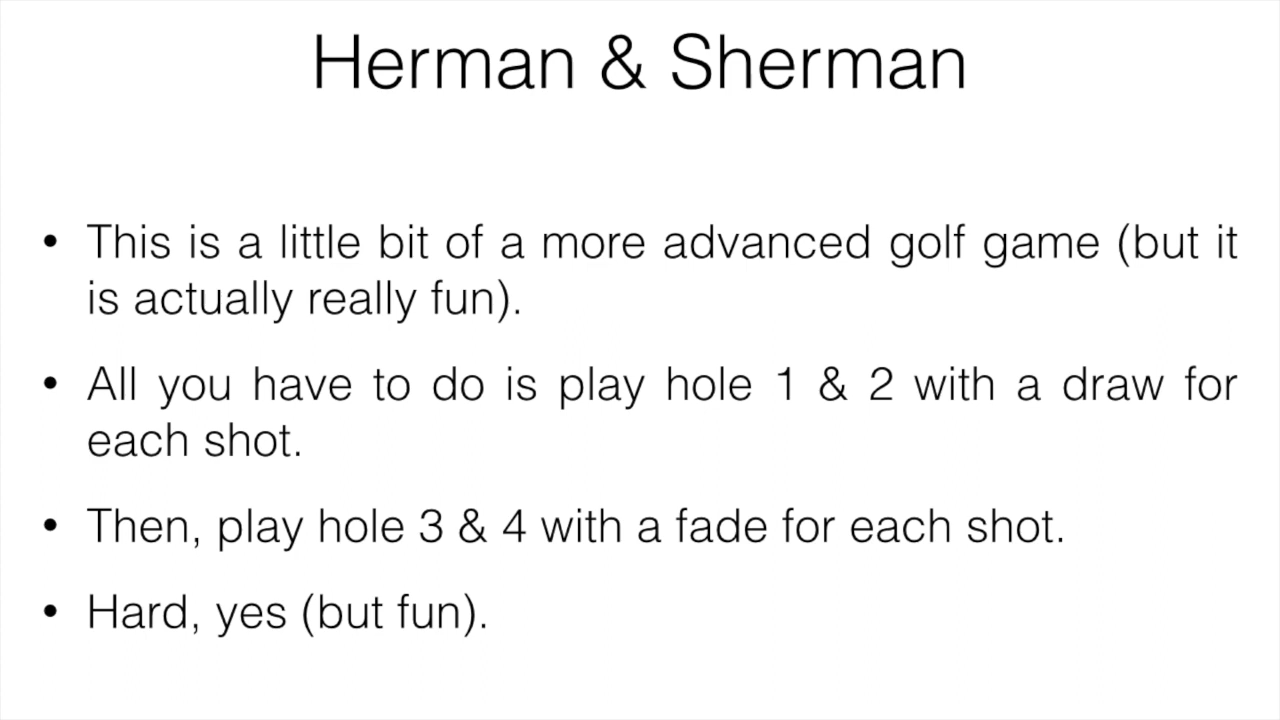 Herman & Sherman
• This is a little bit of a more advanced golf game (but it
is actually really fun).
• All you have to do is play hole 1 & 2 with a draw for
each shot.
• Then, play hole 3 & 4 with a fade for each shot.
• Hard, yes (but fun).